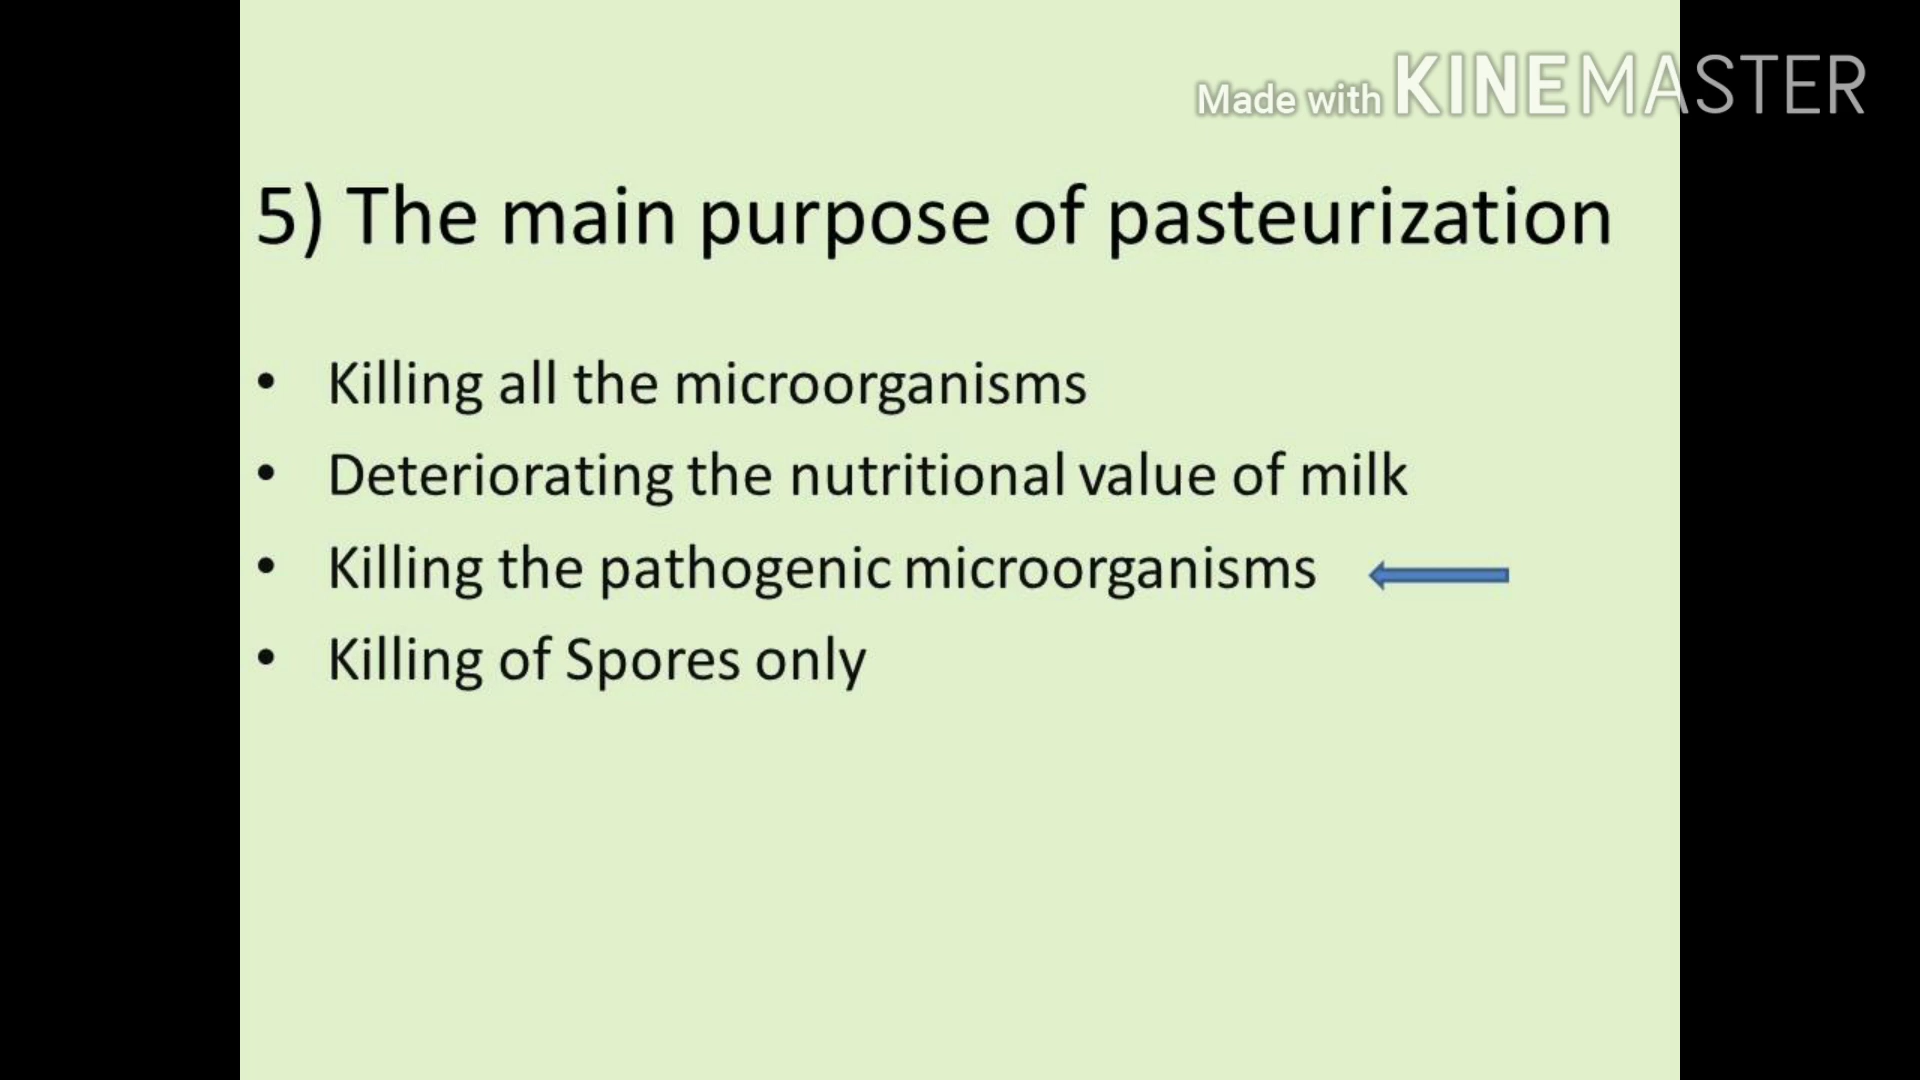 Made with KINEMASTER
5) The main purpose of pasteurization
• Killing all the microorganisms
• Deteriorating the nutritional value of milk
• Killing the pathogenic microorganisms
• Killing of Spores only